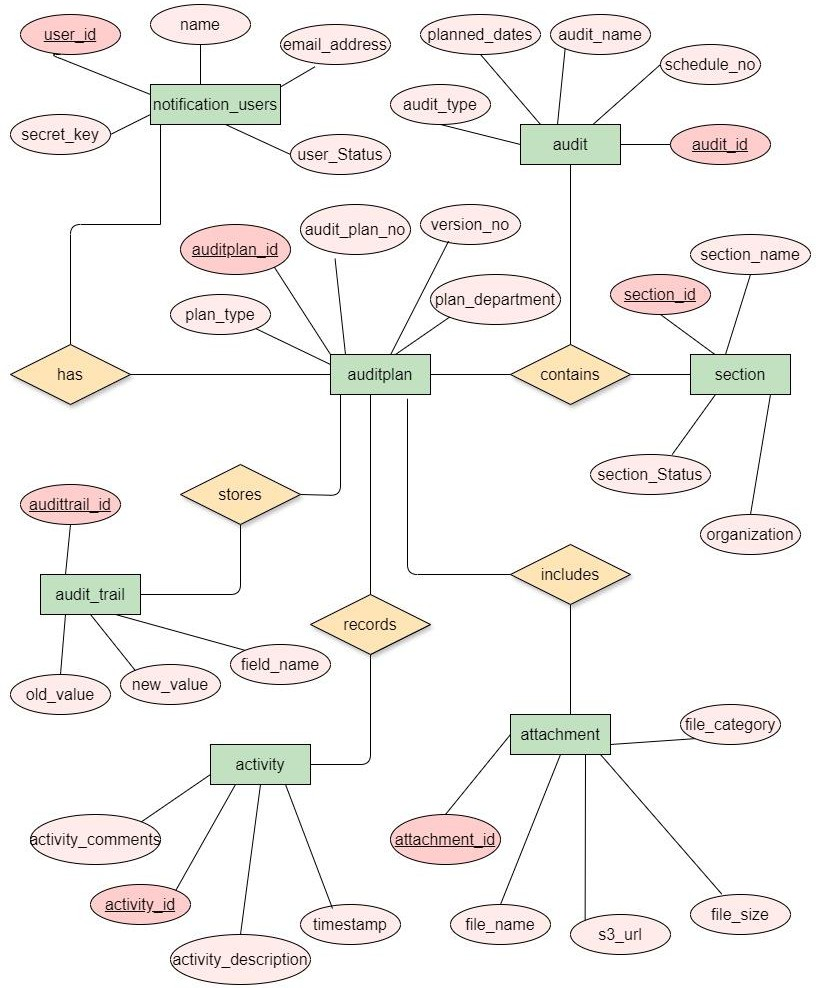 user_id
name
email_address
notification_users
secret_key
user_Status
planned_dates
audit_name
schedule_no
audit_type
audit
audit_id
auditplan_id
audit_plan_no
version_no
plan_department
plan_type
section_name
section_id
has
auditplan
contains
section
section_Status
organization
stores
audittrail_id
audit_trail
old_value
new_value
field_name
records
includes
attachment
file_category
attachment_id
file_name
s3_url
file_size
activity
activity_comments
activity_id
activity_description
timestamp